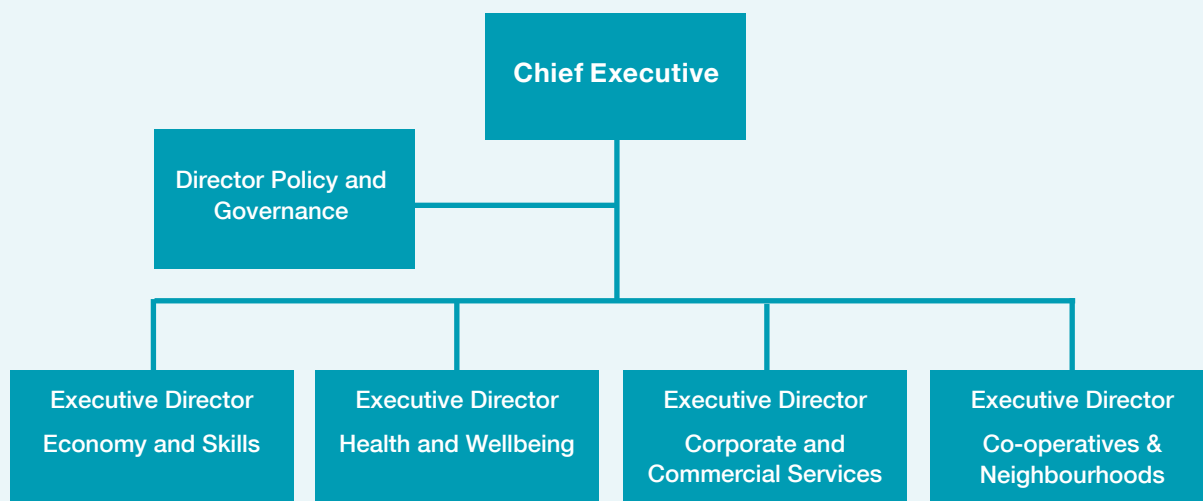 Chief Executive
Director Policy and
Governance
Executive Director
Economy and Skills
Executive Director
Health and Wellbeing
Executive Director
Corporate and
Commercial Services
Executive Director
Co-operatives &
Neighbourhoods